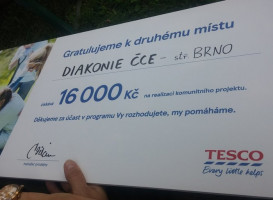 Gratulujeme k druhému místu
DIAKONIE ČCE - stř. BRNO
16 000 Kč na realizaci komunitního projektu.
Děkujeme za účast v programu Vy rozhodujete, my pomáháme.
TESCO
Every little helps